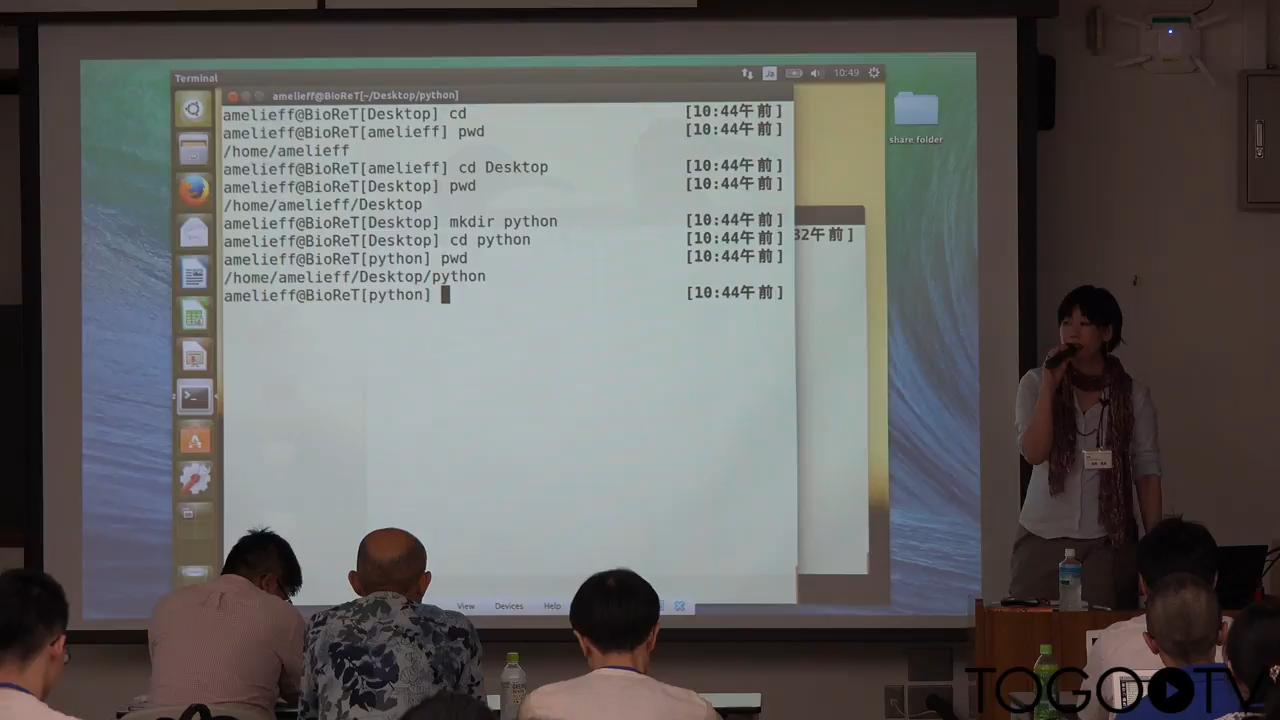 Terminal
Ja
10:49
amelieff@BioReT[~/Desktop/python]
amelieff@BioReT[Desktop] cd [10:44午前]
amelieff@BioReT[amelieff] pwd [10:44午前]
/home/amelieff
amelieff@BioReT[amelieff] cd Desktop [10:44午前]
amelieff@BioReT[Desktop] pwd [10:44午前]
/home/amelieff/Desktop
amelieff@BioReT[Desktop] mkdir python [10:44午前]
amelieff@BioReT[Desktop] cd python [10:44午前]
amelieff@BioReT[python] pwd [10:44午前]
/home/amelieff/Desktop/python
amelieff@BioReT[python] [10:44午前]
32午前]
share folder
View Devices Help
TOGO TV